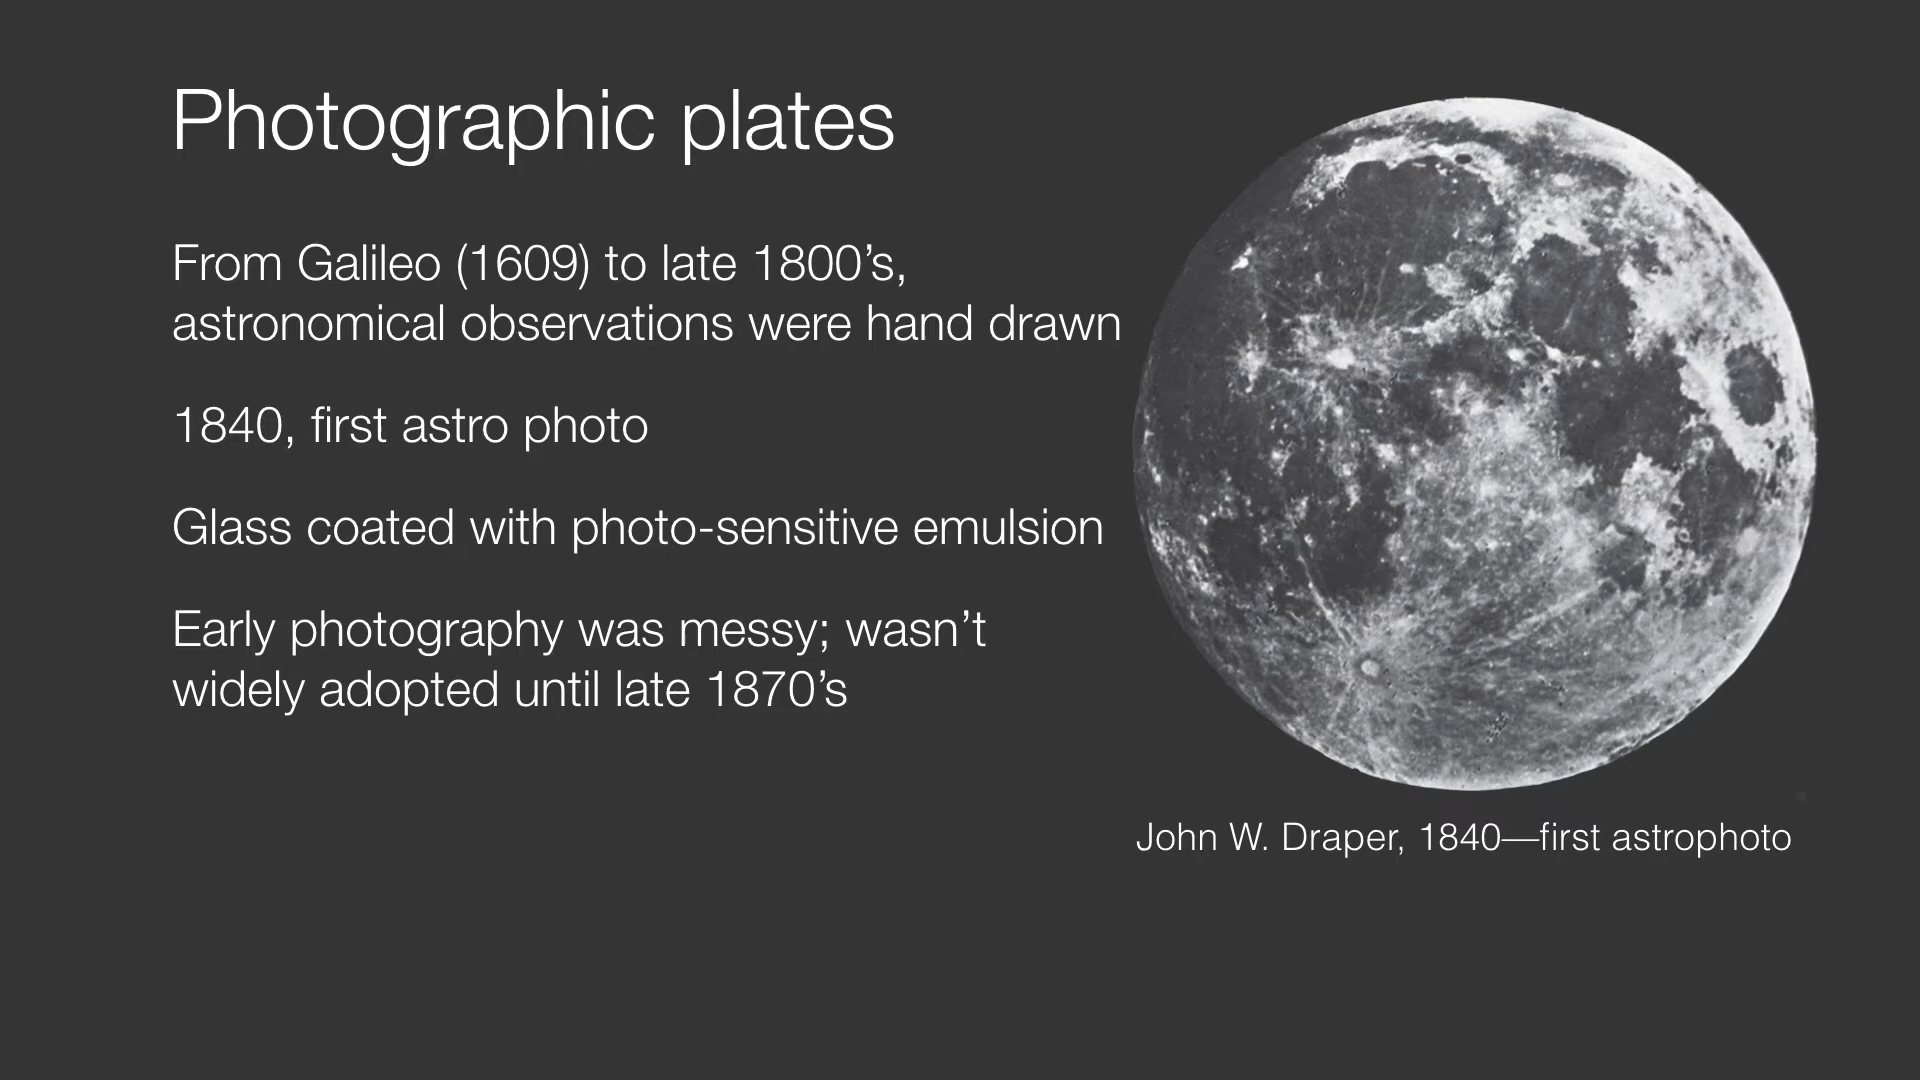 Photographic plates
From Galileo (1609) to late 1800’s,
astronomical observations were hand drawn
1840, first astro photo
Glass coated with photo-sensitive emulsion
Early photography was messy; wasn’t
widely adopted until late 1870’s
John W. Draper, 1840—first astrophoto